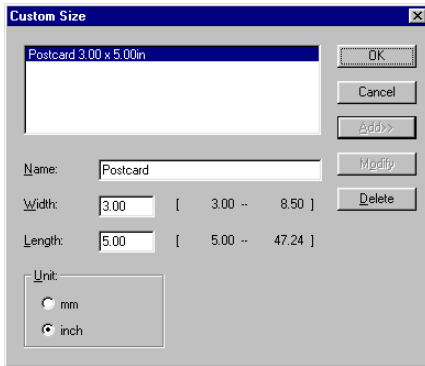 Custom Size
Postcard 3.00 x 5.00in
OK
Cancel
Add>>
Modify
Delete
Name: Postcard
Width: 3.00 [ 3.00 -- 8.50 ]
Length: 5.00 [ 5.00 -- 47.24 ]
Unit:
mm
inch